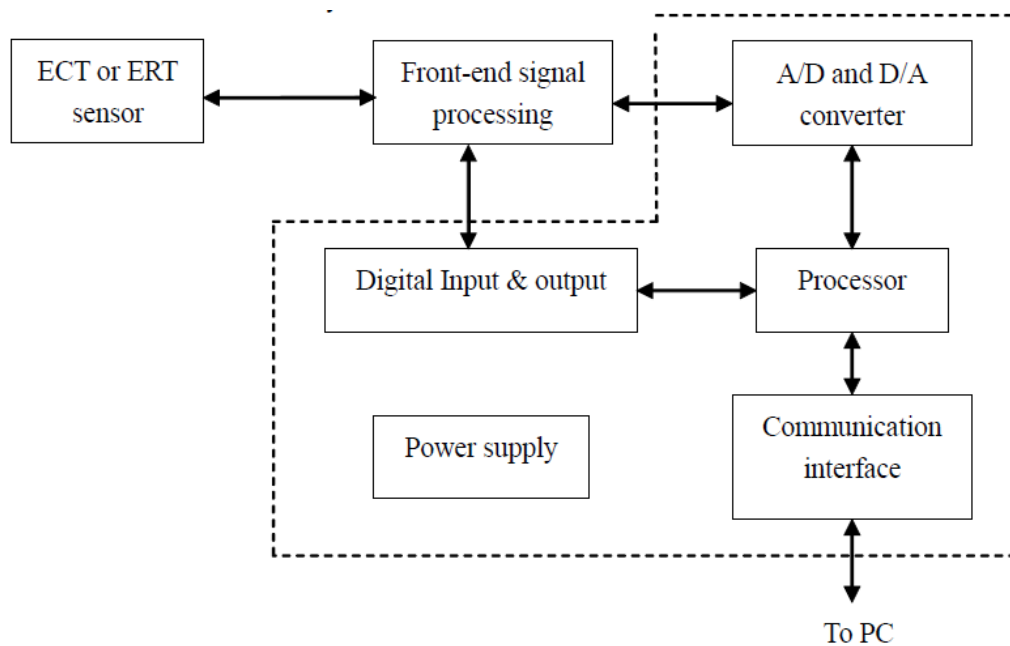 ECT or ERT
sensor
Front-end signal
processing
A/D and D/A
converter
Digital Input & output
Processor
Power supply
Communication
interface
To PC